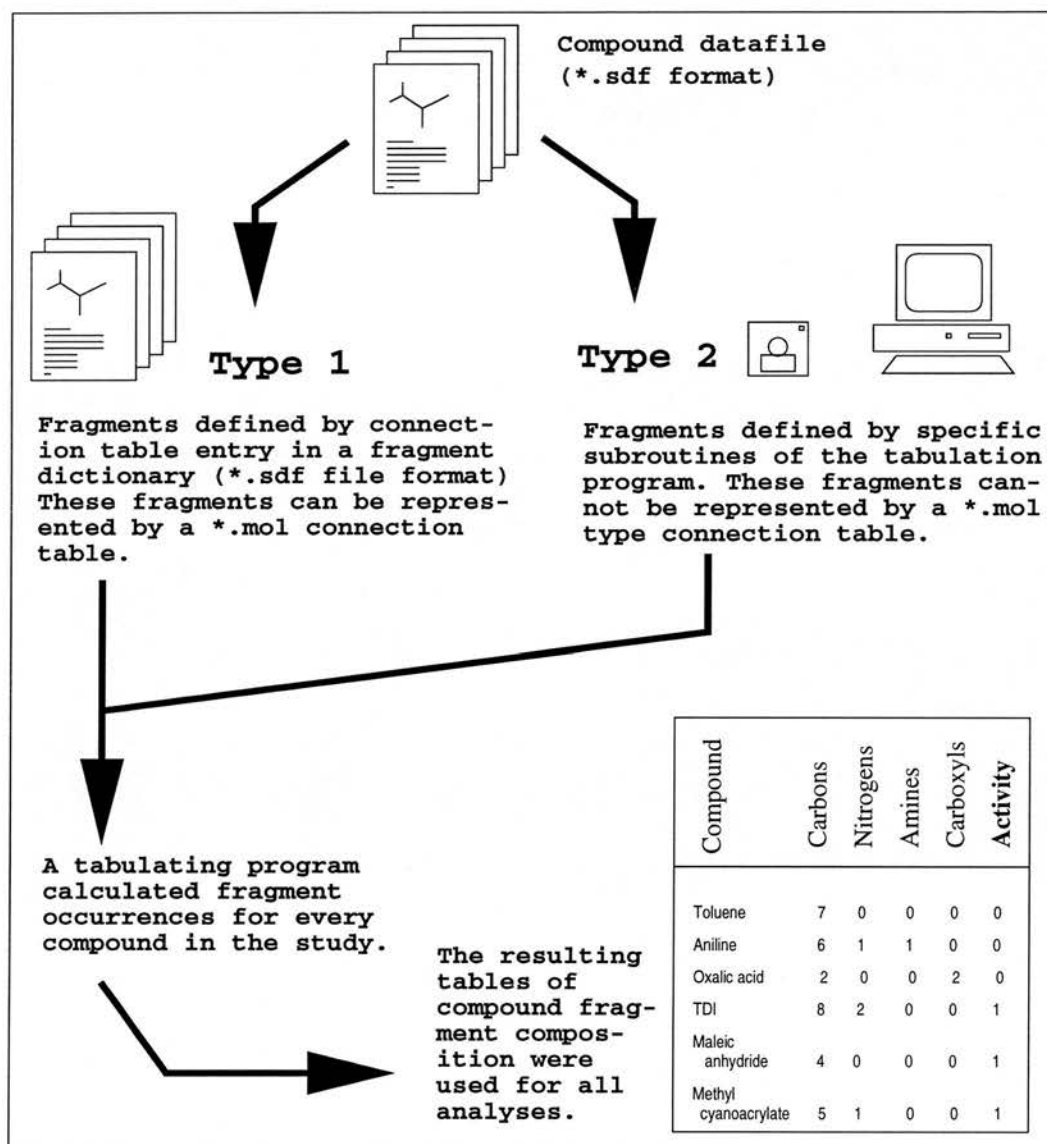 Compound datafile
(*.sdf format)
Type 1
Type 2
Fragments defined by connect-
ion table entry in a fragment
dictionary (*.sdf file format)
These fragments can be repres-
ented by a *.mol connection
table.
Fragments defined by specific
subroutines of the tabulation
program. These fragments can-
not be represented by a *.mol
type connection table.
A tabulating program
calculated fragment
occurrences for every
compound in the study.
The resulting
tables of
compound frag-
ment compos-
ition were
used for all
analyses.
Compound Carbons Nitrogens Amines Carboxyls Activity
Toluene 7 0 0 0 0
Aniline 6 1 1 0 0
Oxalic acid 2 0 0 2 0
TDI 8 2 0 0 1
Maleic
anhydride 4 0 0 0 1
Methyl
cyanoacrylate 5 1 0 0 1